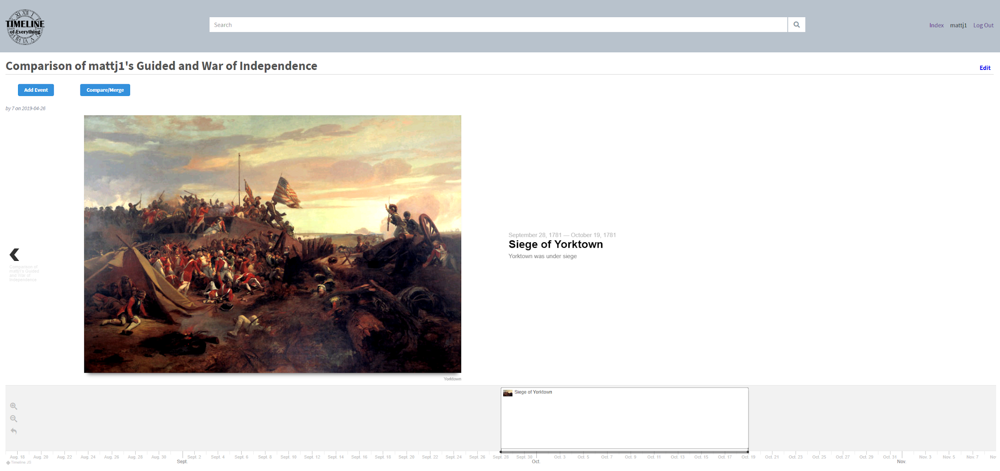 XI XII I
TIMELINE
of Everything
V VI VII
Search
Index mattj1 Log Out
Comparison of mattj1's Guided and War of Independence
Edit
Add Event Compare/Merge
by 7 on 2019-04-26
Comparison of
mattj1's Guided
and War of
Independence
September 28, 1781 — October 19, 1781
Siege of Yorktown
Yorktown was under siege
Yorktown
Siege of Yorktown
Aug. 18 Aug. 20 Aug. 22 Aug. 24 Aug. 26 Aug. 28 Aug. 30 Sept. 2 Sept. 4 Sept. 6 Sept. 8 Sept. 10 Sept. 12 Sept. 14 Sept. 16 Sept. 18 Sept. 20 Sept. 22 Sept. 24 Sept. 26 Sept. 28 Sept. 30 Oct. 3 Oct. 5 Oct. 7 Oct. 9 Oct. 11 Oct. 13 Oct. 15 Oct. 17 Oct. 19 Oct. 21 Oct. 23 Oct. 25 Oct. 27 Oct. 29 Oct. 31 Nov. 3 Nov. 5 Nov. 7 No
Sept. Oct. Nov.
Timeline JS